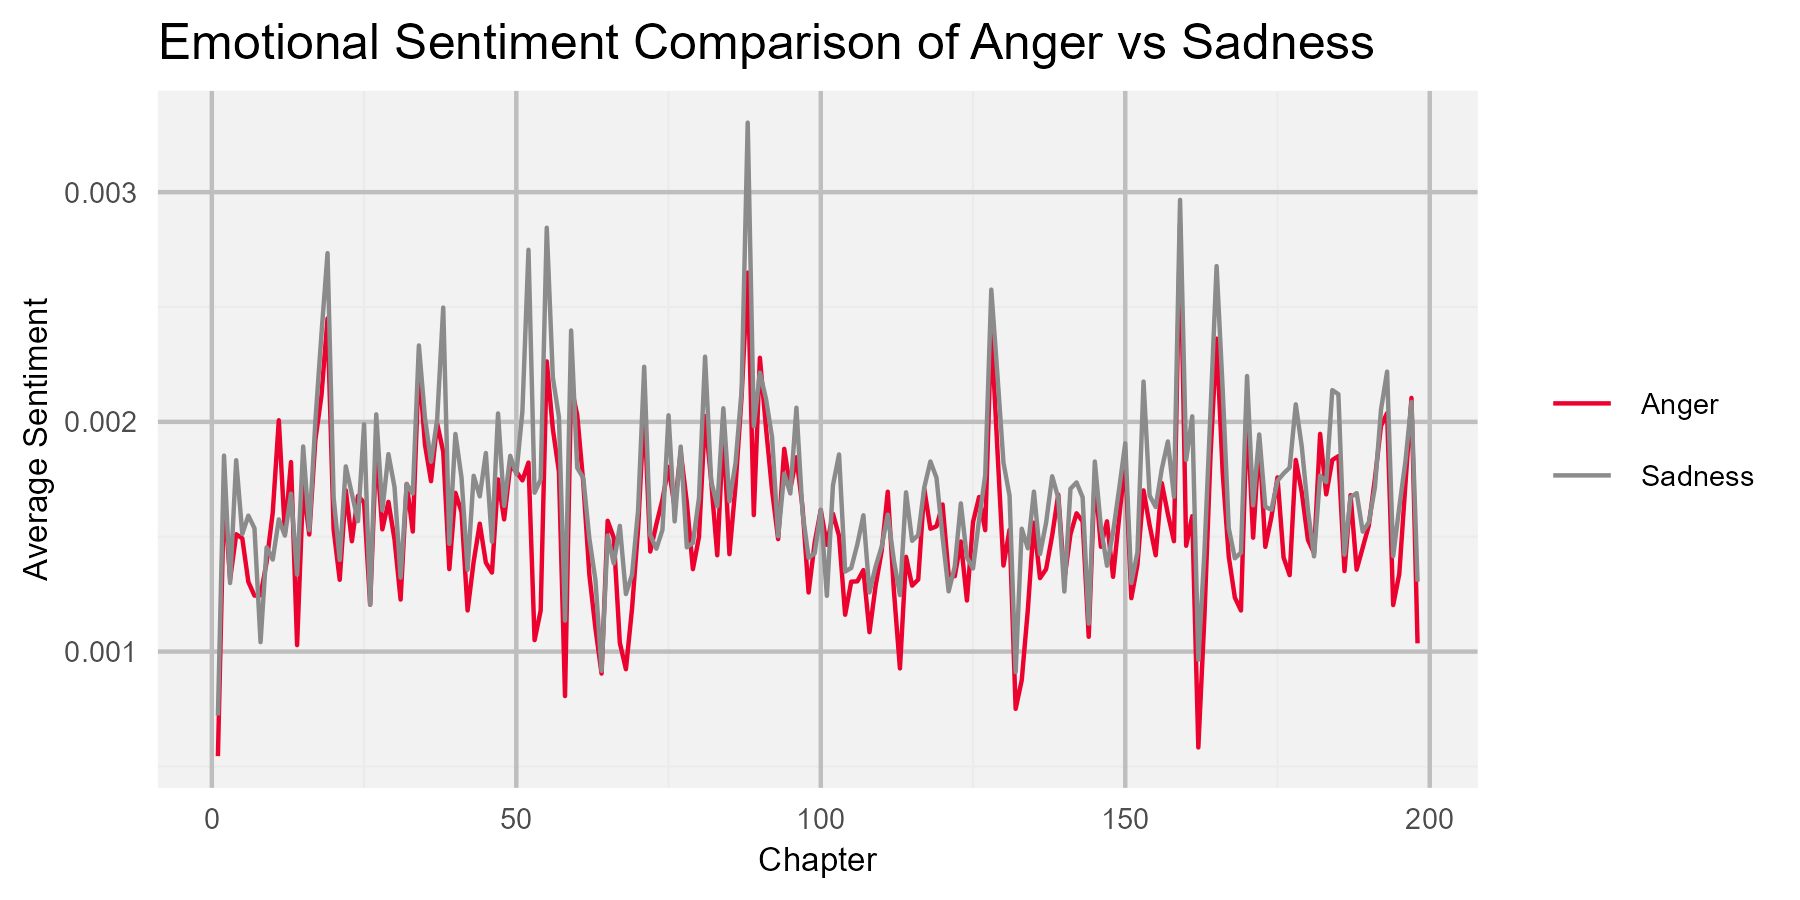 Emotional Sentiment Comparison of Anger vs Sadness
Average Sentiment
0.003
0.002
0.001
0
50
100
150
200
Chapter
Anger
Sadness